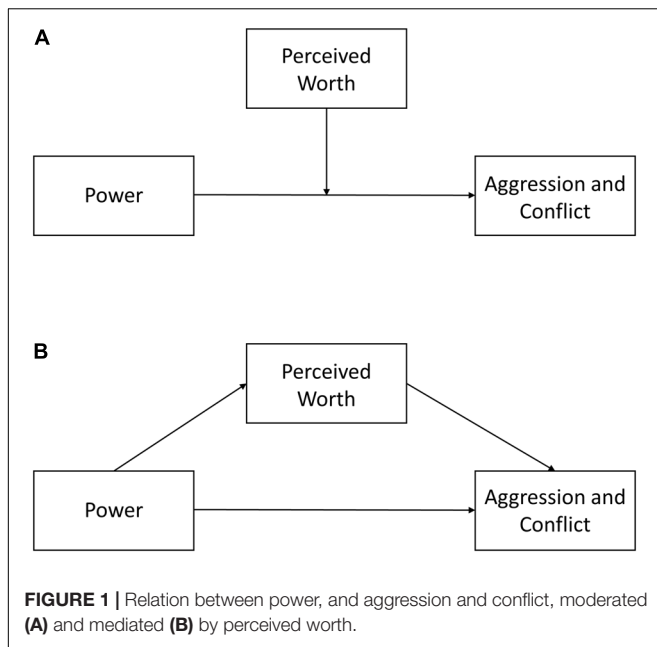 A
Perceived
Worth
Power
Aggression and
Conflict
B
Perceived
Worth
Power
Aggression and
Conflict
FIGURE 1 | Relation between power, and aggression and conflict, moderated
(A) and mediated (B) by perceived worth.